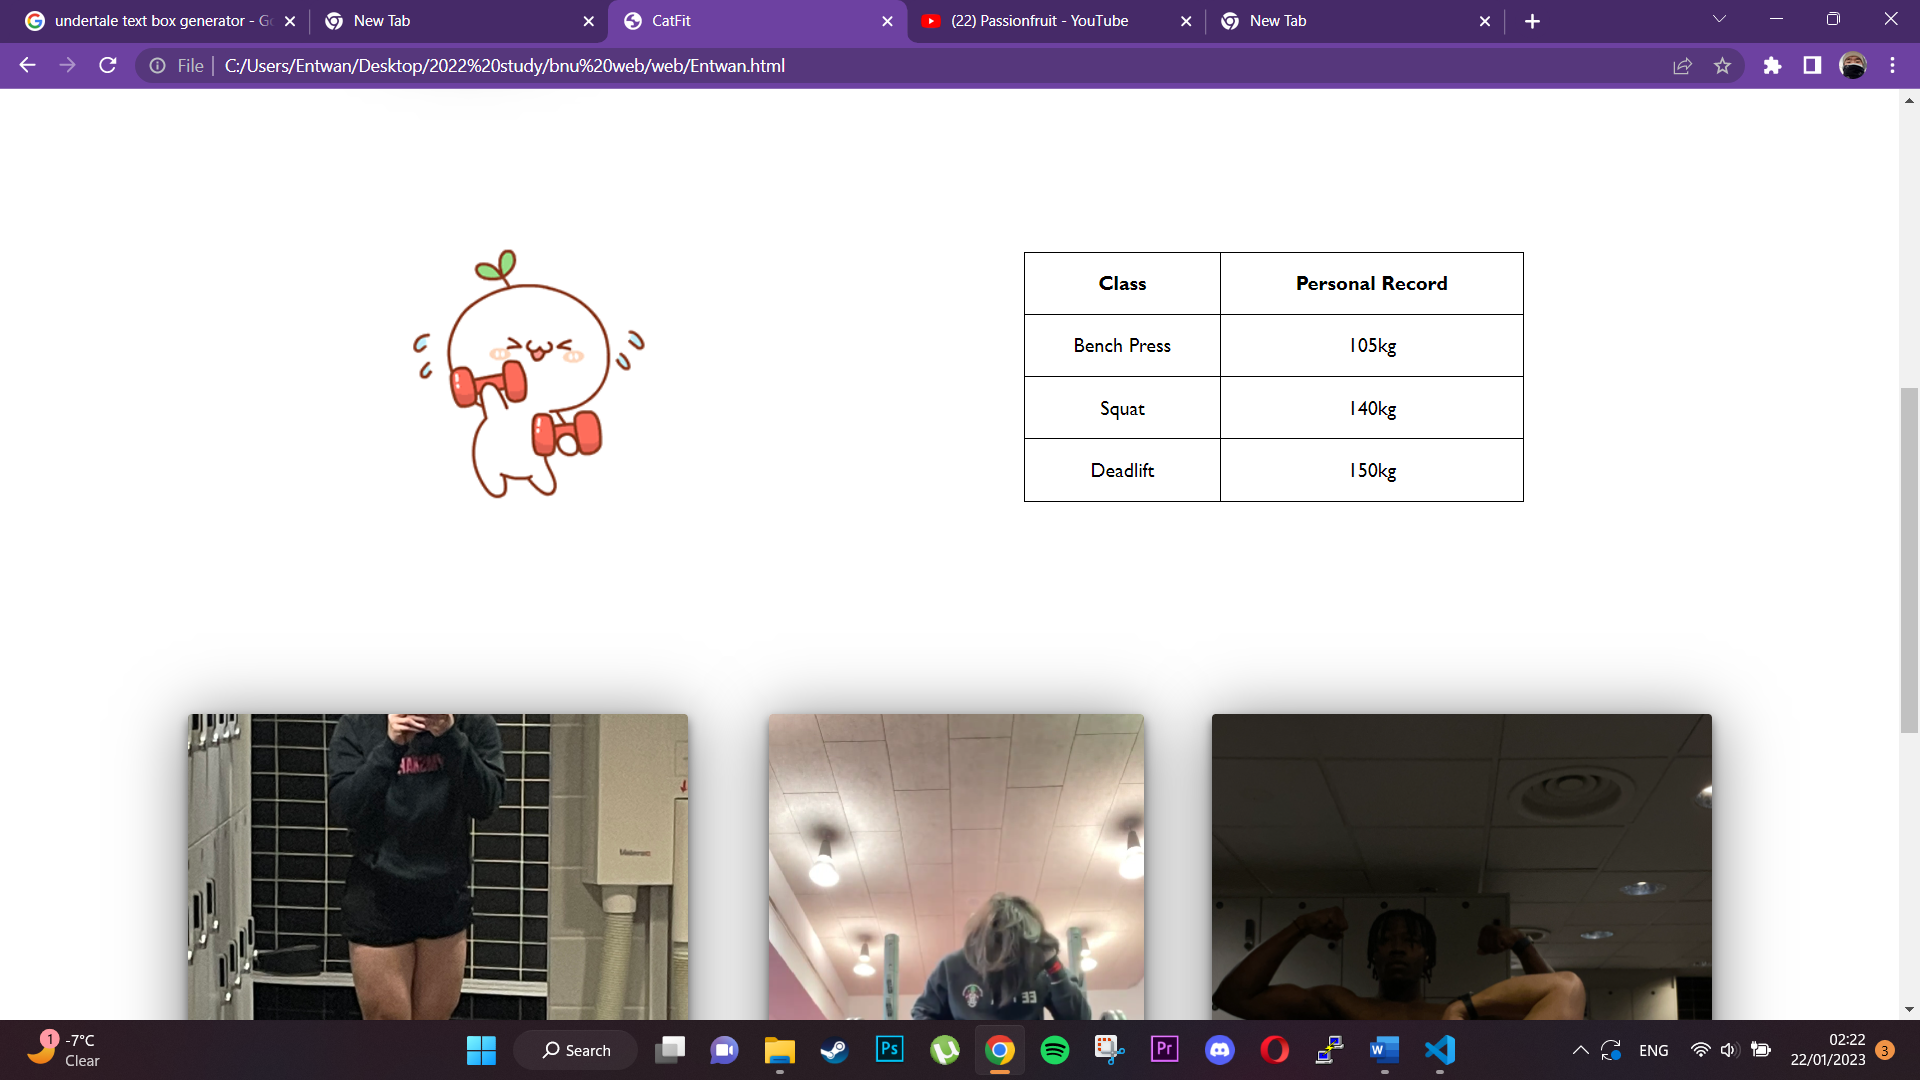 undertale text box generator - Go
New Tab
CatFit
(22) Passionfruit - YouTube
New Tab
File
C:/Users/Entwan/Desktop/2022%20study/bnu%20web/web/Entwan.html
Class
Personal Record
Bench Press
105kg
Squat
140kg
Deadlift
150kg
1
-7°C
Clear
Search
Ps
Pr
W
ENG
02:22
22/01/2023
3